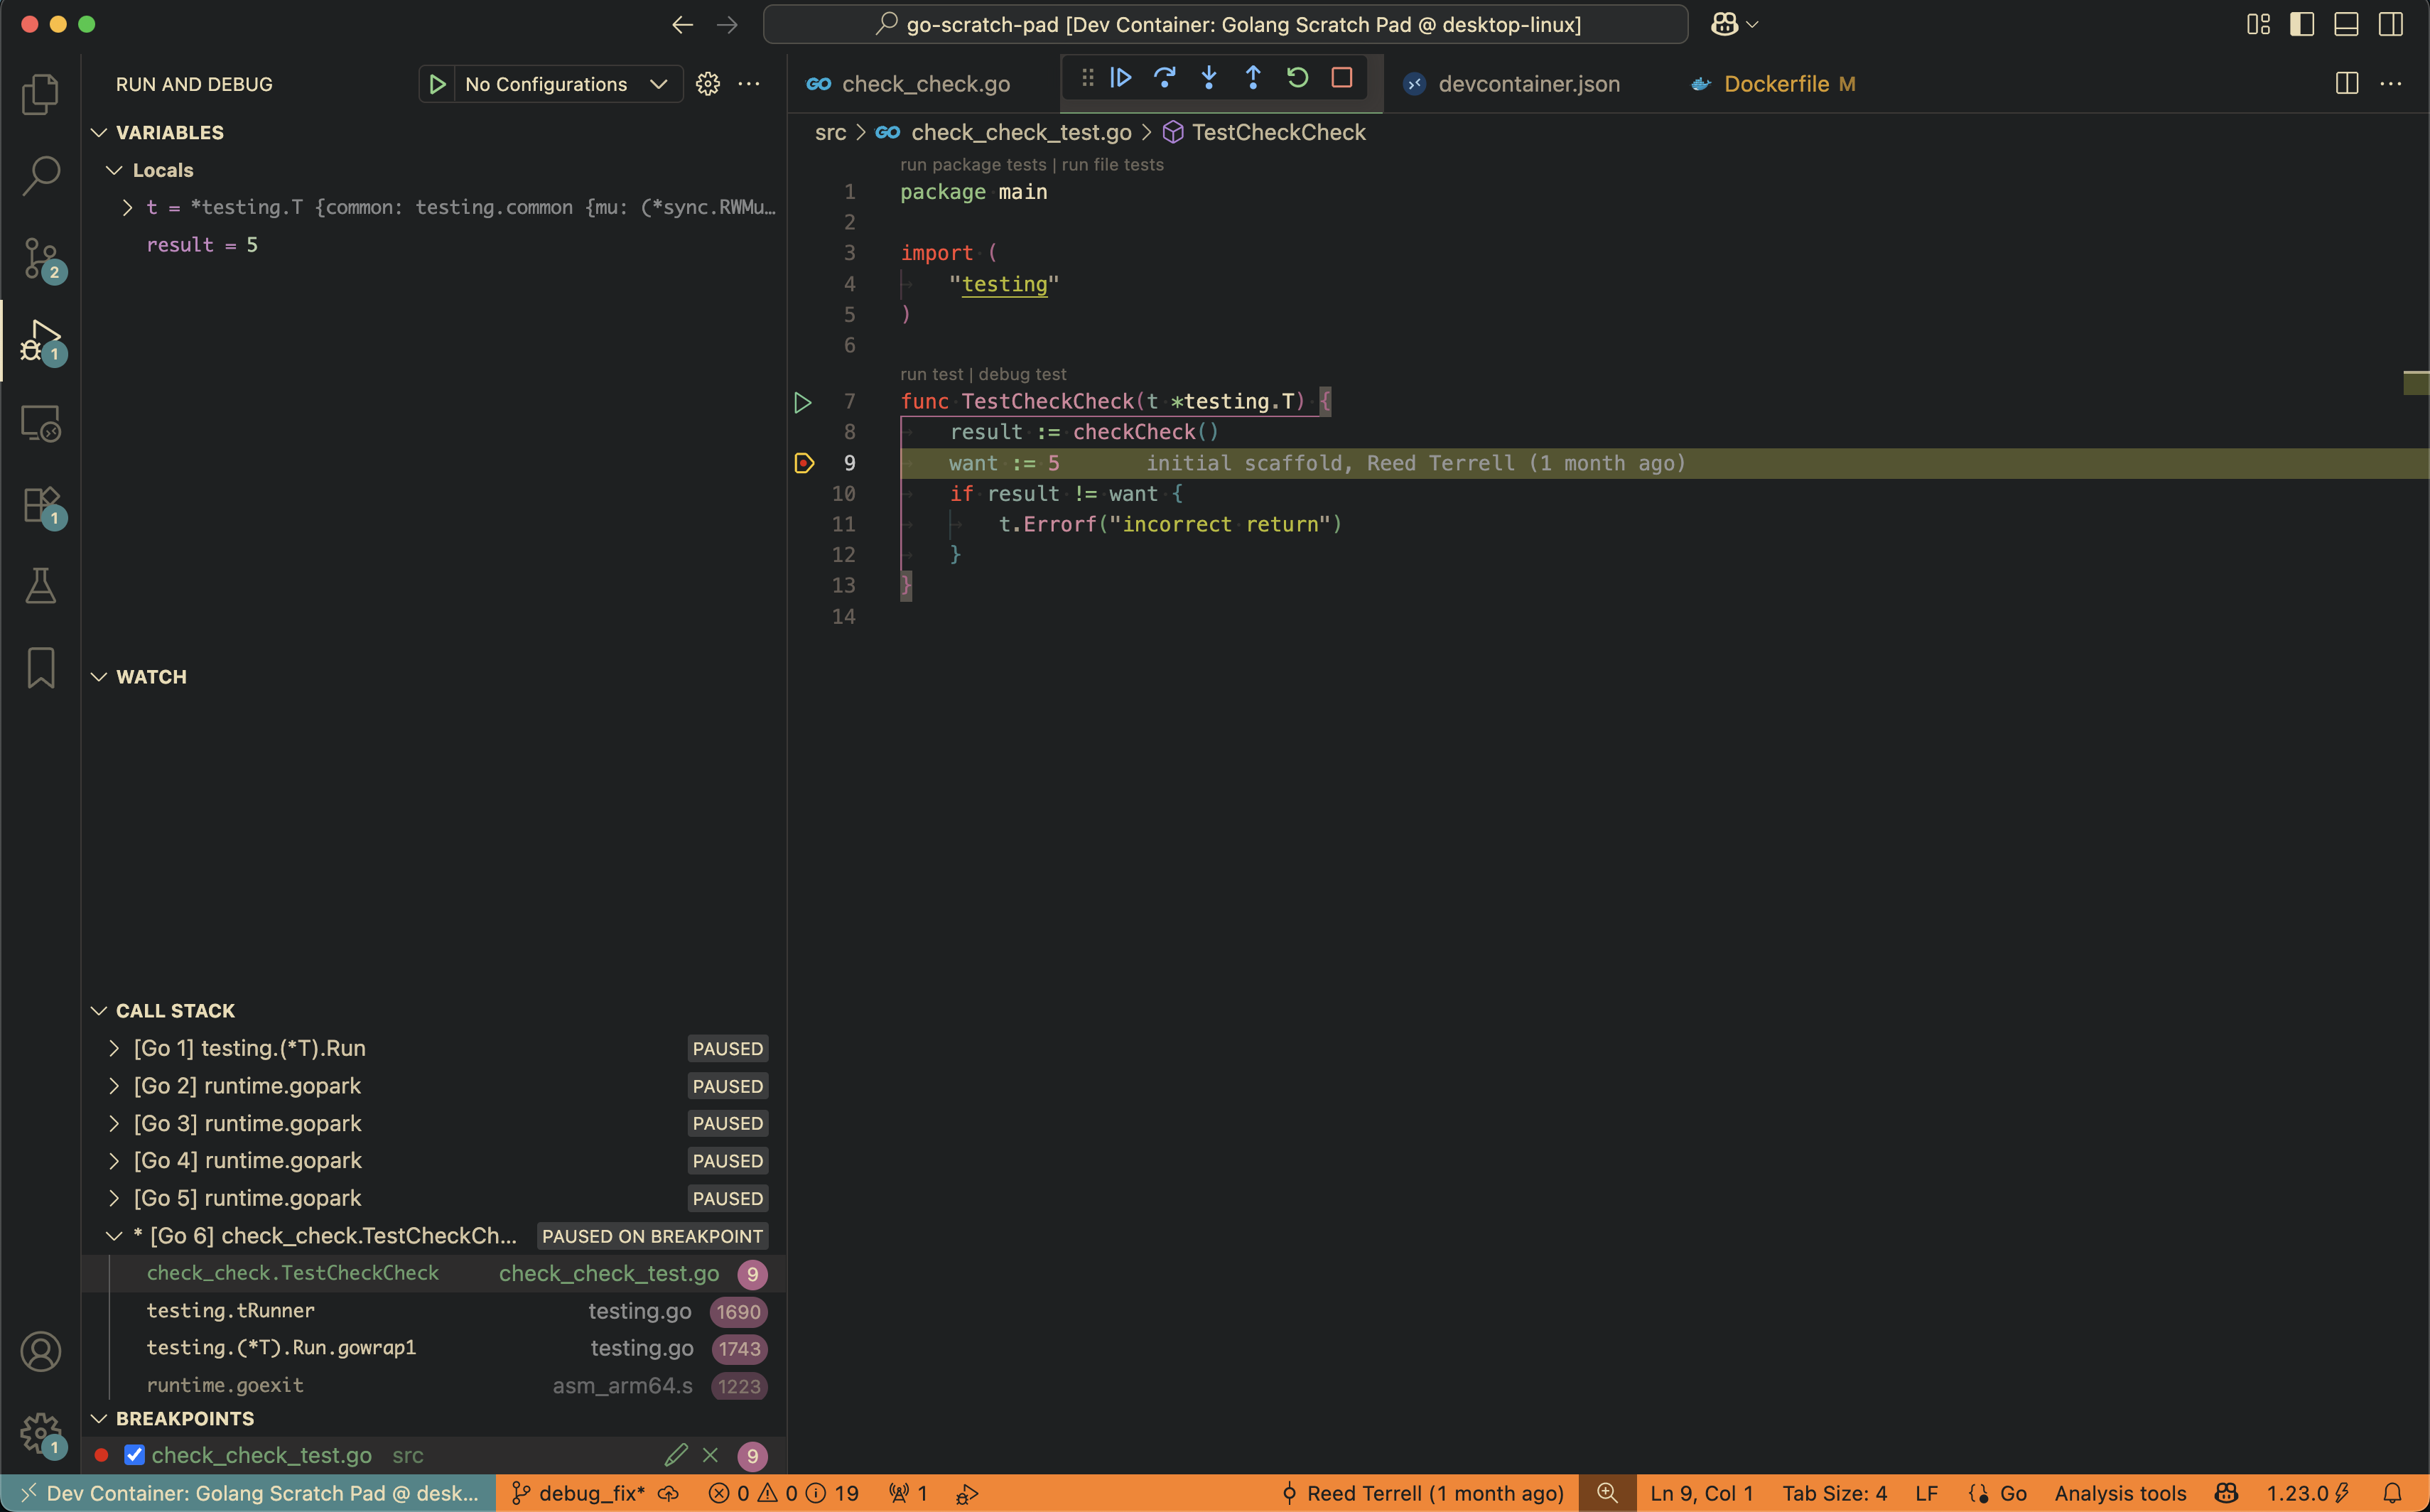 go-scratch-pad [Dev Container: Golang Scratch Pad @ desktop-linux]
RUN AND DEBUG
No Configurations
VARIABLES
Locals
t = *testing.T {common: testing.common {mu: (*sync.RWMu…
result = 5
2
1
1
WATCH
CALL STACK
[Go 1] testing.(*T).Run PAUSED
[Go 2] runtime.gopark PAUSED
[Go 3] runtime.gopark PAUSED
[Go 4] runtime.gopark PAUSED
[Go 5] runtime.gopark PAUSED
* [Go 6] check_check.TestCheckCh... PAUSED ON BREAKPOINT
check_check.TestCheckCheck check_check_test.go 9
testing.tRunner testing.go 1690
testing.(*T).Run.gowrap1 testing.go 1743
runtime.goexit asm_arm64.s 1223
BREAKPOINTS
1
check_check_test.go src 9
GO check_check.go
devcontainer.json
Dockerfile M
src > GO check_check_test.go > TestCheckCheck
run package tests | run file tests
1 package main
2
3 import (
4 "testing"
5 )
6
run test | debug test
7 func TestCheckCheck(t *testing.T) {
8 result := checkCheck()
9 want := 5 initial scaffold, Reed Terrell (1 month ago)
10 if result != want {
11 t.Errorf("incorrect return")
12 }
13 }
14
Dev Container: Golang Scratch Pad @ desk... debug_fix* 0 0 19 1 Reed Terrell (1 month ago) Ln 9, Col 1 Tab Size: 4 LF Go Analysis tools 1.23.0